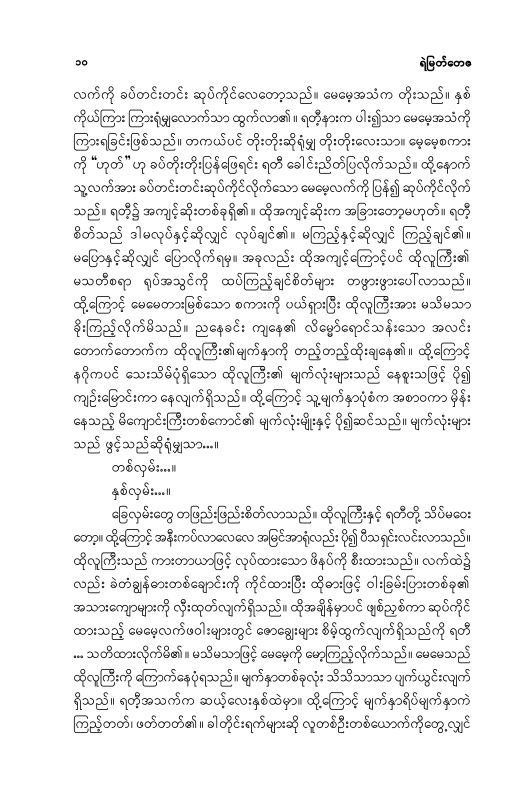 ၁၀
ရဲမြတ်တေဇ
လက်ကို ခပ်တင်းတင်း ဆုပ်ကိုင်လေတော့သည်။ မေမေ့အသံက တိုးသည်။ နှစ်
ကိုယ်ကြား ကြားရုံမျှလောက်သာ ထွက်လာ၏။ ရတီ့နားက ပါး၍သာ မေမေ့အသံကို
ကြားရခြင်းဖြစ်သည်။ တကယ်ပင် တိုးတိုးဆိုရုံမျှ တိုးတိုးလေးသာ။ မေ့မေ့စကား
ကို “ဟုတ်” ဟု ခပ်တိုးတိုးပြန်ဖြေရင်း ရတီ ခေါင်းညိတ်ပြလိုက်သည်။ ထို့နောက်
သူ့လက်အား ခပ်တင်းတင်းဆုပ်ကိုင်လိုက်သော မေမေ့လက်ကို ပြန်၍ ဆုပ်ကိုင်လိုက်
သည်။ ရတီ့၌ အကျင့်ဆိုးတစ်ခုရှိ၏။ ထိုအကျင့်ဆိုးက အခြားတော့မဟုတ်။ ရတီ့
စိတ်သည် ဒါမလုပ်နှင့်ဆိုလျှင် လုပ်ချင်၏။ မကြည့်နှင့်ဆိုလျှင် ကြည့်ချင်၏။
မပြောနှင့်ဆိုလျှင် ပြောလိုက်ရမှ။ အခုလည်း ထိုအကျင့်ကြောင့်ပင် ထိုလူကြီး၏
မသတီစရာ ရုပ်အသွင်ကို ထပ်ကြည့်ချင်စိတ်များ တဖွားဖွားပေါ်လာသည်။
ထို့ကြောင့် မေမေတားမြစ်သော စကားကို ပယ်ရှားပြီး ထိုလူကြီးအား မသိမသာ
ခိုးကြည့်လိုက်မိသည်။ ညနေခင်း ကျနေ၏ လိမ္မော်ရောင်သန်းသော အလင်း
တောက်တောက်က ထိုလူကြီး၏မျက်နှာကို တည့်တည့်ထိုးချနေ၏။ ထို့ကြောင့်
နဂိုကပင် သေးသိမ်ပုံရှိသော ထိုလူကြီး၏ မျက်လုံးများသည် နေစူးသဖြင့် ပို၍
ကျဉ်းမြောင်းကာ နေလျက်ရှိသည်။ ထို့ကြောင့် သူ့မျက်နှာပုံစံက အစာဝကာ မှိန်း
နေသည့် မိကျောင်းကြီးတစ်ကောင်၏ မျက်လုံးမျိုးနှင့် ပို၍ဆင်သည်။ မျက်လုံးများ
သည် ဖွင့်သည်ဆိုရုံမျှသာ...။
တစ်လှမ်း...။
နှစ်လှမ်း...။
ခြေလှမ်းတွေ တဖြည်းဖြည်းစိတ်လာသည်။ ထိုလူကြီးနှင့် ရတီတို့ သိပ်မဝေး
တော့။ ထို့ကြောင့် အနီးကပ်လာလေလေ အမြင်အာရုံလည်း ပို၍ ပီသရှင်းလင်းလာသည်။
ထိုလူကြီးသည် ကားတာယာဖြင့် လုပ်ထားသော ဖိနပ်ကို စီးထားသည်။ လက်ထဲ၌
လည်း ခဲတံချွန်ဓားတစ်ချောင်းကို ကိုင်ထားပြီး ထိုဓားဖြင့် ဝါးခြမ်းပြားတစ်ခု၏
အသားကျောများကို လှီးထုတ်လျက်ရှိသည်။ ထိုအချိန်မှာပင် ဖျစ်ညှစ်ကာ ဆုပ်ကိုင်
ထားသည့် မေမေ့လက်ဖဝါးများတွင် ဇောချွေးများ စိမ့်ထွက်လျက်ရှိသည်ကို ရတီ
... သတိထားလိုက်မိ၏။ မသိမသာဖြင့် မေမေ့ကို မော့ကြည့်လိုက်သည်။ မေမေသည်
ထိုလူကြီးကို ကြောက်နေပုံရသည်။ မျက်နှာတစ်ခုလုံး သိသိသာသာ ပျက်ယွင်းလျက်
ရှိသည်။ ရတီ့အသက်က ဆယ့်လေးနှစ်ထဲမှာ။ ထို့ကြောင့် မျက်နှာရိပ်မျက်နှာကဲ
ကြည့်တတ်၊ ဖတ်တတ်၏။ ခါတိုင်းရက်များဆို လူတစ်ဦးတစ်ယောက်ကိုတွေ့လျှင်